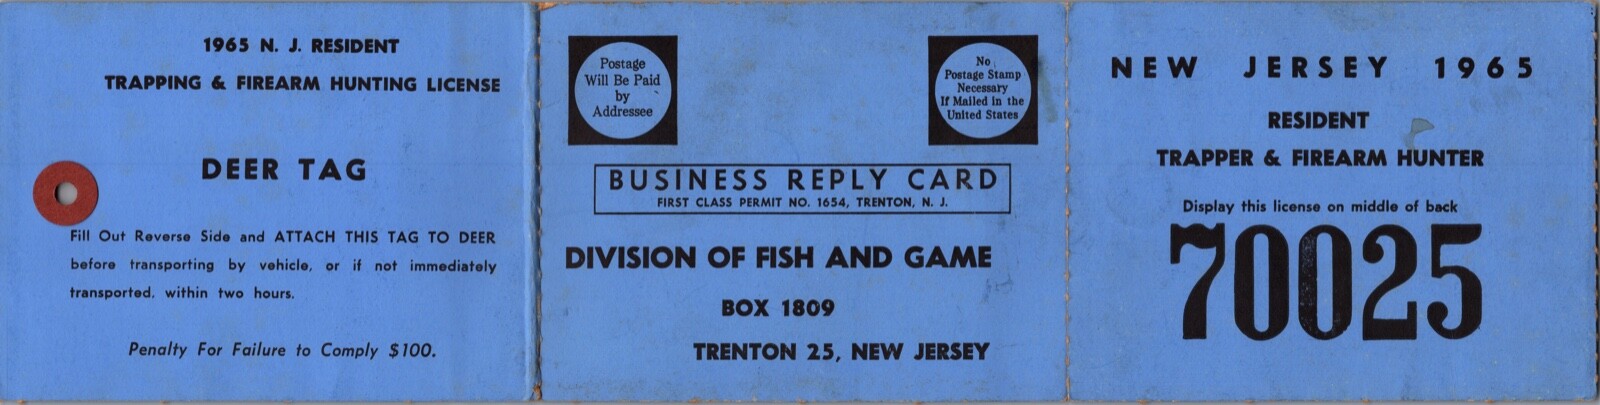 1965 N. J. RESIDENT
TRAPPING & FIREARM HUNTING LICENSE
DEER TAG
Fill Out Reverse Side and ATTACH THIS TAG TO DEER
before transporting by vehicle, or if not immediately
transported, within two hours.
Penalty For Failure to Comply $100.
Postage
Will Be Paid
by
Addressee
No
Postage Stamp
Necessary
If Mailed in the
United States
BUSINESS REPLY CARD
FIRST CLASS PERMIT NO. 1654, TRENTON, N. J.
DIVISION OF FISH AND GAME
BOX 1809
TRENTON 25, NEW JERSEY
NEW JERSEY 1965
RESIDENT
TRAPPER & FIREARM HUNTER
Display this license on middle of back
70025